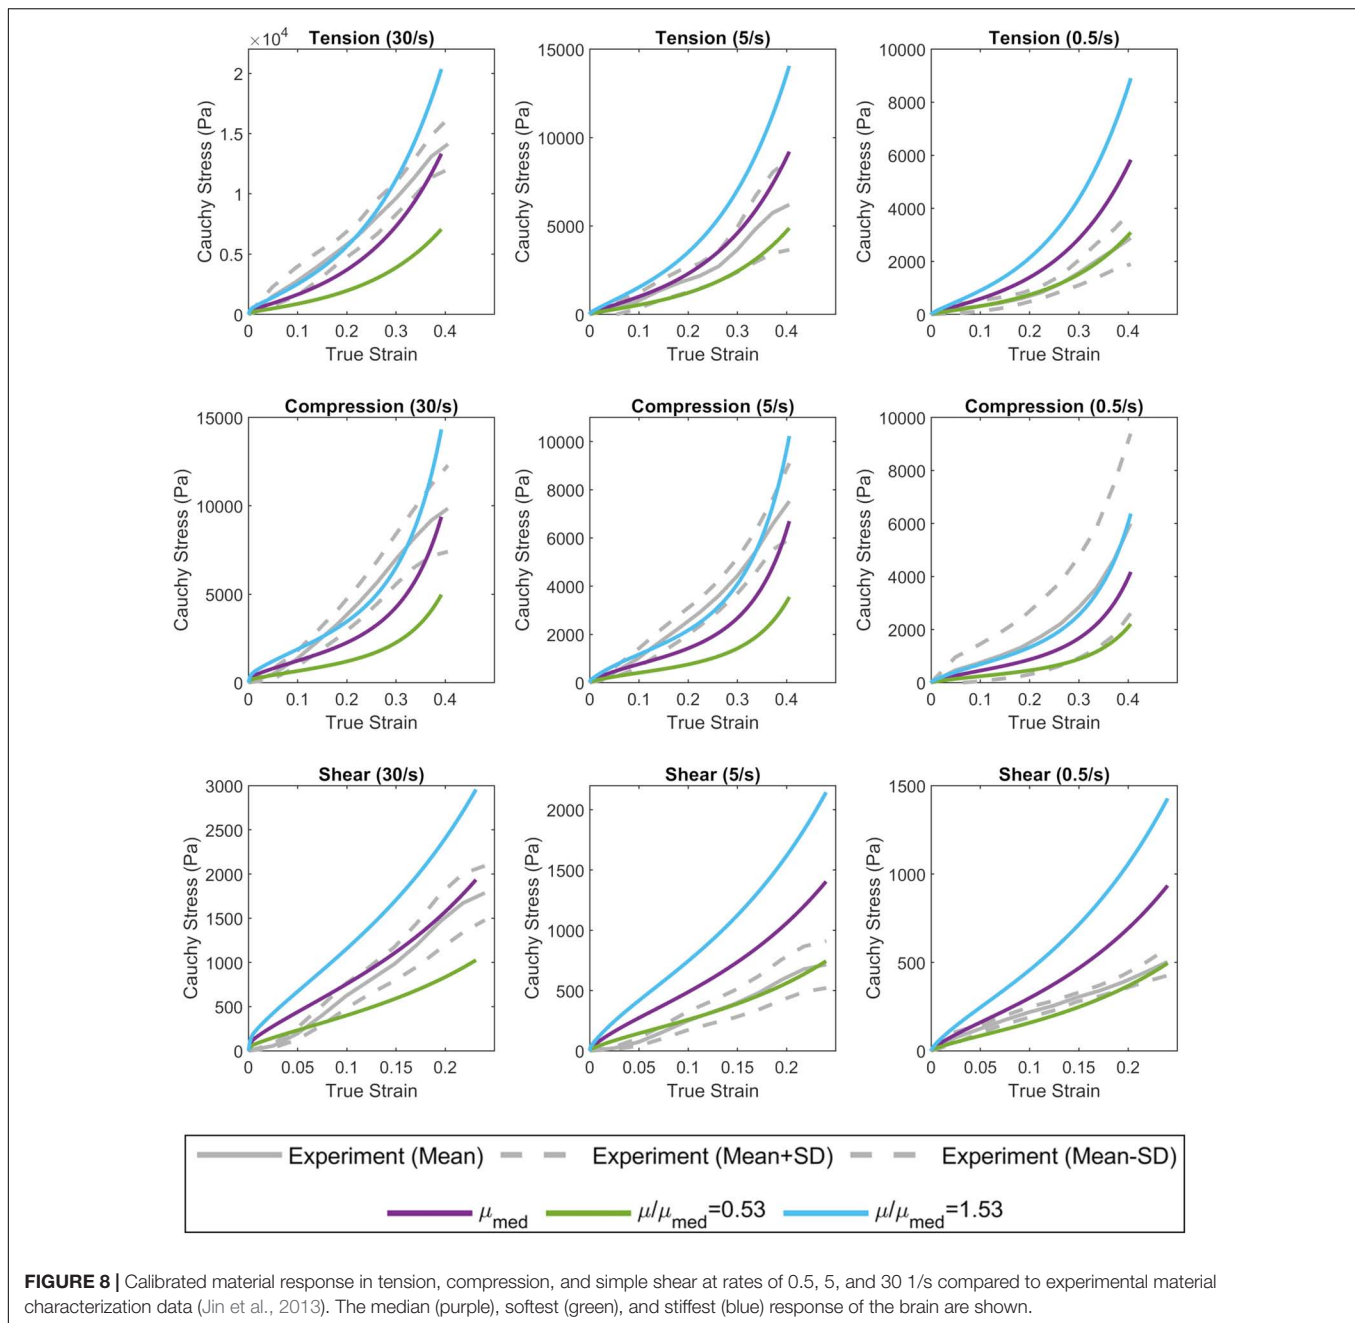 Tension (30/s)
×10⁴
2
1.5
1
0.5
0
0 0.1 0.2 0.3 0.4
Cauchy Stress (Pa)
True Strain
Tension (5/s)
15000
10000
5000
0
0 0.1 0.2 0.3 0.4
Cauchy Stress (Pa)
True Strain
Tension (0.5/s)
10000
8000
6000
4000
2000
0
0 0.1 0.2 0.3 0.4
Cauchy Stress (Pa)
True Strain
Compression (30/s)
15000
10000
5000
0
0 0.1 0.2 0.3 0.4
Cauchy Stress (Pa)
True Strain
Compression (5/s)
10000
8000
6000
4000
2000
0
0 0.1 0.2 0.3 0.4
Cauchy Stress (Pa)
True Strain
Compression (0.5/s)
10000
8000
6000
4000
2000
0
0 0.1 0.2 0.3 0.4
Cauchy Stress (Pa)
True Strain
Shear (30/s)
3000
2500
2000
1500
1000
500
0
0 0.05 0.1 0.15 0.2
Cauchy Stress (Pa)
True Strain
Shear (5/s)
2000
1500
1000
500
0
0 0.05 0.1 0.15 0.2
Cauchy Stress (Pa)
True Strain
Shear (0.5/s)
1500
1000
500
0
0 0.05 0.1 0.15 0.2
Cauchy Stress (Pa)
True Strain
Experiment (Mean) Experiment (Mean+SD) Experiment (Mean-SD)
μmed μ/μmed=0.53 μ/μmed=1.53
FIGURE 8 | Calibrated material response in tension, compression, and simple shear at rates of 0.5, 5, and 30 1/s compared to experimental material
characterization data (Jin et al., 2013). The median (purple), softest (green), and stiffest (blue) response of the brain are shown.